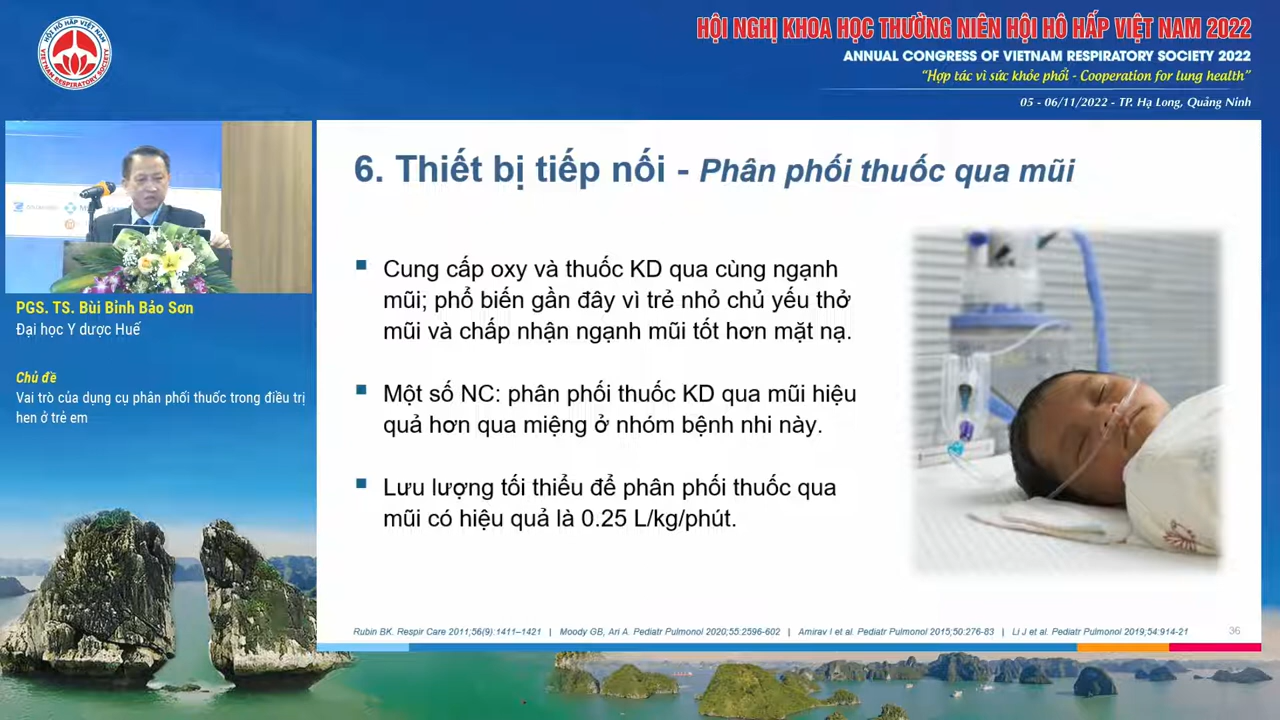 HỘI HÔ HẤP VIỆT NAM
VIETNAM RESPIRATORY SOCIETY
HỘI NGHỊ KHOA HỌC THƯỜNG NIÊN HỘI HÔ HẤP VIỆT NAM 2022
ANNUAL CONGRESS OF VIETNAM RESPIRATORY SOCIETY 2022
“Hợp tác vì sức khỏe phổi - Cooperation for lung health”
05 - 06/11/2022 - TP. Hạ Long, Quảng Ninh
PGS. TS. Bùi Bỉnh Bảo Sơn
Đại học Y dược Huế
Chủ đề
Vai trò của dụng cụ phân phối thuốc trong điều trị
hen ở trẻ em
6. Thiết bị tiếp nối - Phân phối thuốc qua mũi
▪ Cung cấp oxy và thuốc KD qua cùng ngạnh
mũi; phổ biến gần đây vì trẻ nhỏ chủ yếu thở
mũi và chấp nhận ngạnh mũi tốt hơn mặt nạ.
▪ Một số NC: phân phối thuốc KD qua mũi hiệu
quả hơn qua miệng ở nhóm bệnh nhi này.
▪ Lưu lượng tối thiểu để phân phối thuốc qua
mũi có hiệu quả là 0.25 L/kg/phút.
Rubin BK. Respir Care 2011;56(9):1411–1421 | Moody GB, Ari A. Pediatr Pulmonol 2020;55:2596-602 | Amirav I et al. Pediatr Pulmonol 2015;50:276-83 | Li J et al. Pediatr Pulmonol 2019;54:914-21
36